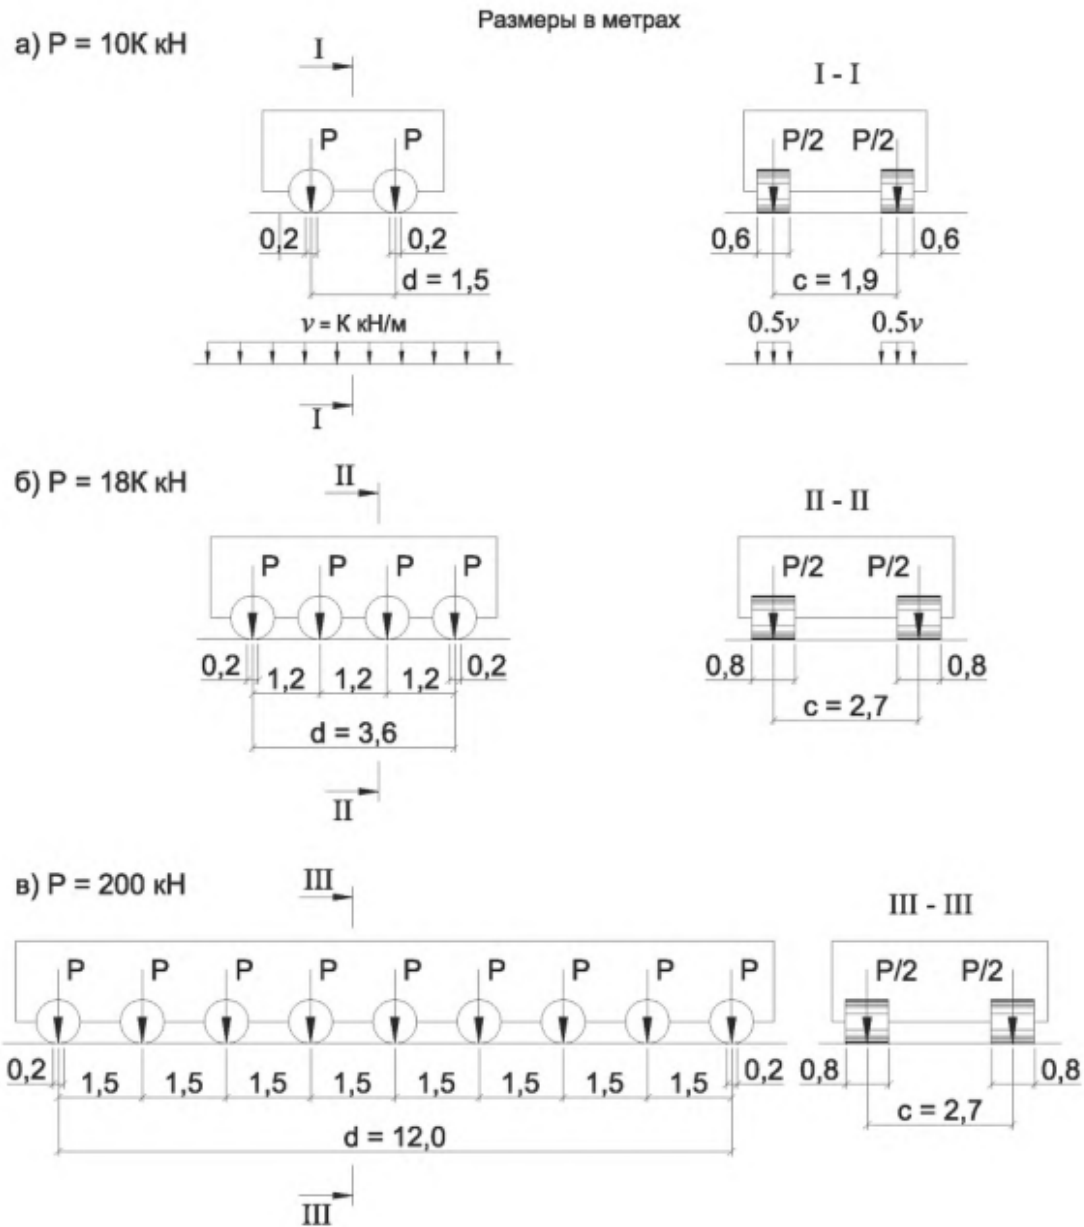 Размеры в метрах
а) P = 10К кН
I
I - I
P P
P/2 P/2
0,2 0,2
0,6 0,6
d = 1,5
c = 1,9
v = К кН/м
0.5v 0.5v
I
б) P = 18К кН
II
II - II
P P P P
P/2 P/2
0,2 1,2 1,2 1,2 0,2
0,8 0,8
d = 3,6
c = 2,7
II
в) P = 200 кН
III
III - III
P P P P P P P P P
P/2 P/2
0,2 1,5 1,5 1,5 1,5 1,5 1,5 1,5 1,5 0,2
0,8 0,8
d = 12,0
c = 2,7
III